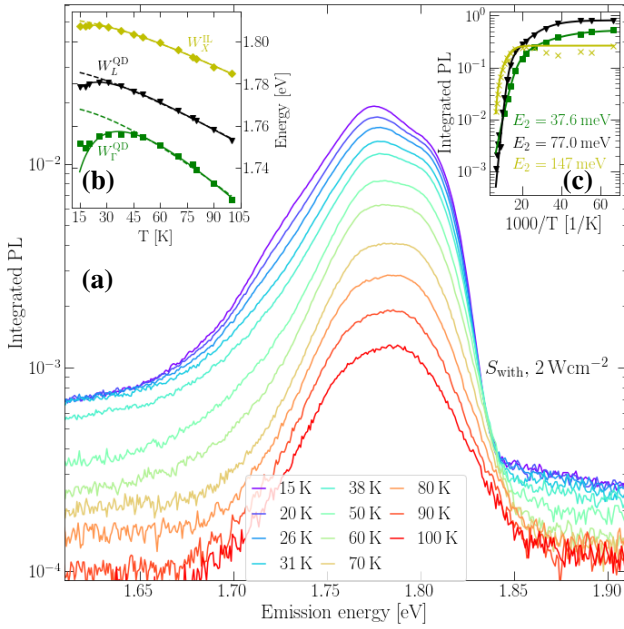 W_Γ^QD
W_L^QD
W_X^IL
1.82
1.80
1.78
1.76
1.74
Energy [eV]
15 30 45 60 75 90 105
T [K]
(b)
10^0
10^-1
10^-2
10^-3
Integrated PL
E_2 = 37.6 meV
E_2 = 77.0 meV
E_2 = 147 meV
(c)
20 40 60
1000/T [1/K]
(a)
10^-2
10^-3
10^-4
Integrated PL
S_with, 2 Wcm^-2
15 K 38 K 80 K
20 K 50 K 90 K
26 K 60 K 100 K
31 K 70 K
1.65 1.70 1.75 1.80 1.85 1.90
Emission energy [eV]